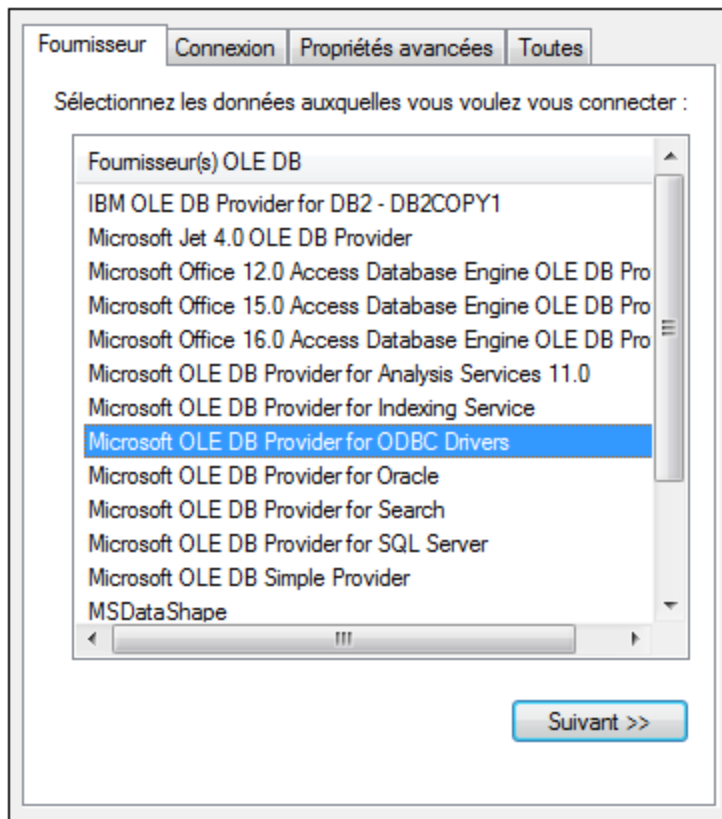 Fournisseur Connexion Propriétés avancées Toutes
Sélectionnez les données auxquelles vous voulez vous connecter :
Fournisseur(s) OLE DB
IBM OLE DB Provider for DB2 - DB2COPY1
Microsoft Jet 4.0 OLE DB Provider
Microsoft Office 12.0 Access Database Engine OLE DB Pro
Microsoft Office 15.0 Access Database Engine OLE DB Pro
Microsoft Office 16.0 Access Database Engine OLE DB Pro
Microsoft OLE DB Provider for Analysis Services 11.0
Microsoft OLE DB Provider for Indexing Service
Microsoft OLE DB Provider for ODBC Drivers
Microsoft OLE DB Provider for Oracle
Microsoft OLE DB Provider for Search
Microsoft OLE DB Provider for SQL Server
Microsoft OLE DB Simple Provider
MSDataShape
Suivant >>